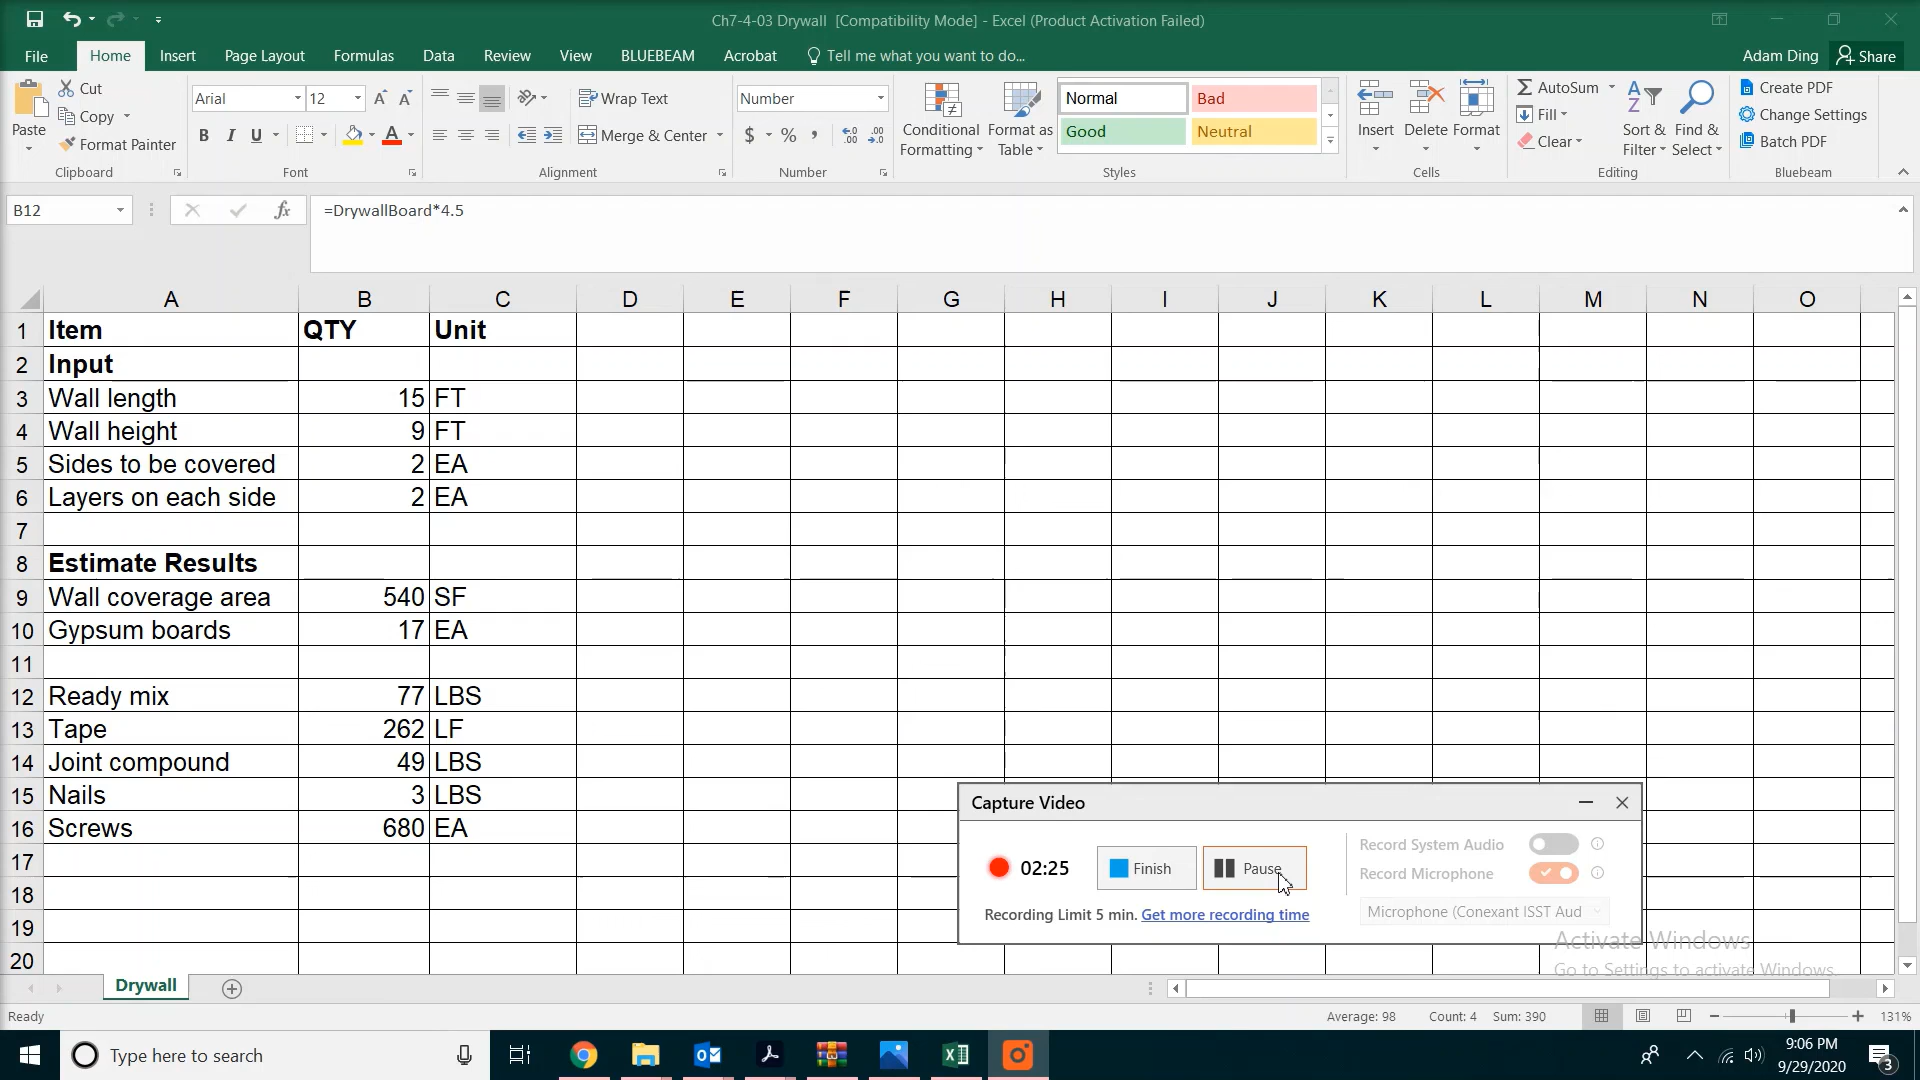 Ch7-4-03 Drywall [Compatibility Mode] - Excel (Product Activation Failed)
File Home Insert Page Layout Formulas Data Review View BLUEBEAM Acrobat Tell me what you want to do... Adam Ding Share
Paste
Cut
Copy
Format Painter
Clipboard
Arial 12
B I U A
Font
Wrap Text
Merge & Center
Alignment
Number
$ % ,
Number
Conditional Formatting
Format as Table
Normal Bad
Good Neutral
Styles
Insert Delete Format
Cells
AutoSum
Fill
Clear
Sort & Filter
Find & Select
Editing
Create PDF
Change Settings
Batch PDF
Bluebeam
B12 fx =DrywallBoard*4.5
A B C D E F G H I J K L M N O
1 Item QTY Unit
2 Input
3 Wall length 15 FT
4 Wall height 9 FT
5 Sides to be covered 2 EA
6 Layers on each side 2 EA
7
8 Estimate Results
9 Wall coverage area 540 SF
10 Gypsum boards 17 EA
11
12 Ready mix 77 LBS
13 Tape 262 LF
14 Joint compound 49 LBS
15 Nails 3 LBS
16 Screws 680 EA
17
18
19
20
Capture Video
02:25 Finish Pause
Recording Limit 5 min. Get more recording time
Record System Audio
Record Microphone
Microphone (Conexant ISST Aud
Activate Windows
Go to Settings to activate Windows.
Drywall
Ready Average: 98 Count: 4 Sum: 390 131%
Type here to search
9:06 PM
9/29/2020
3